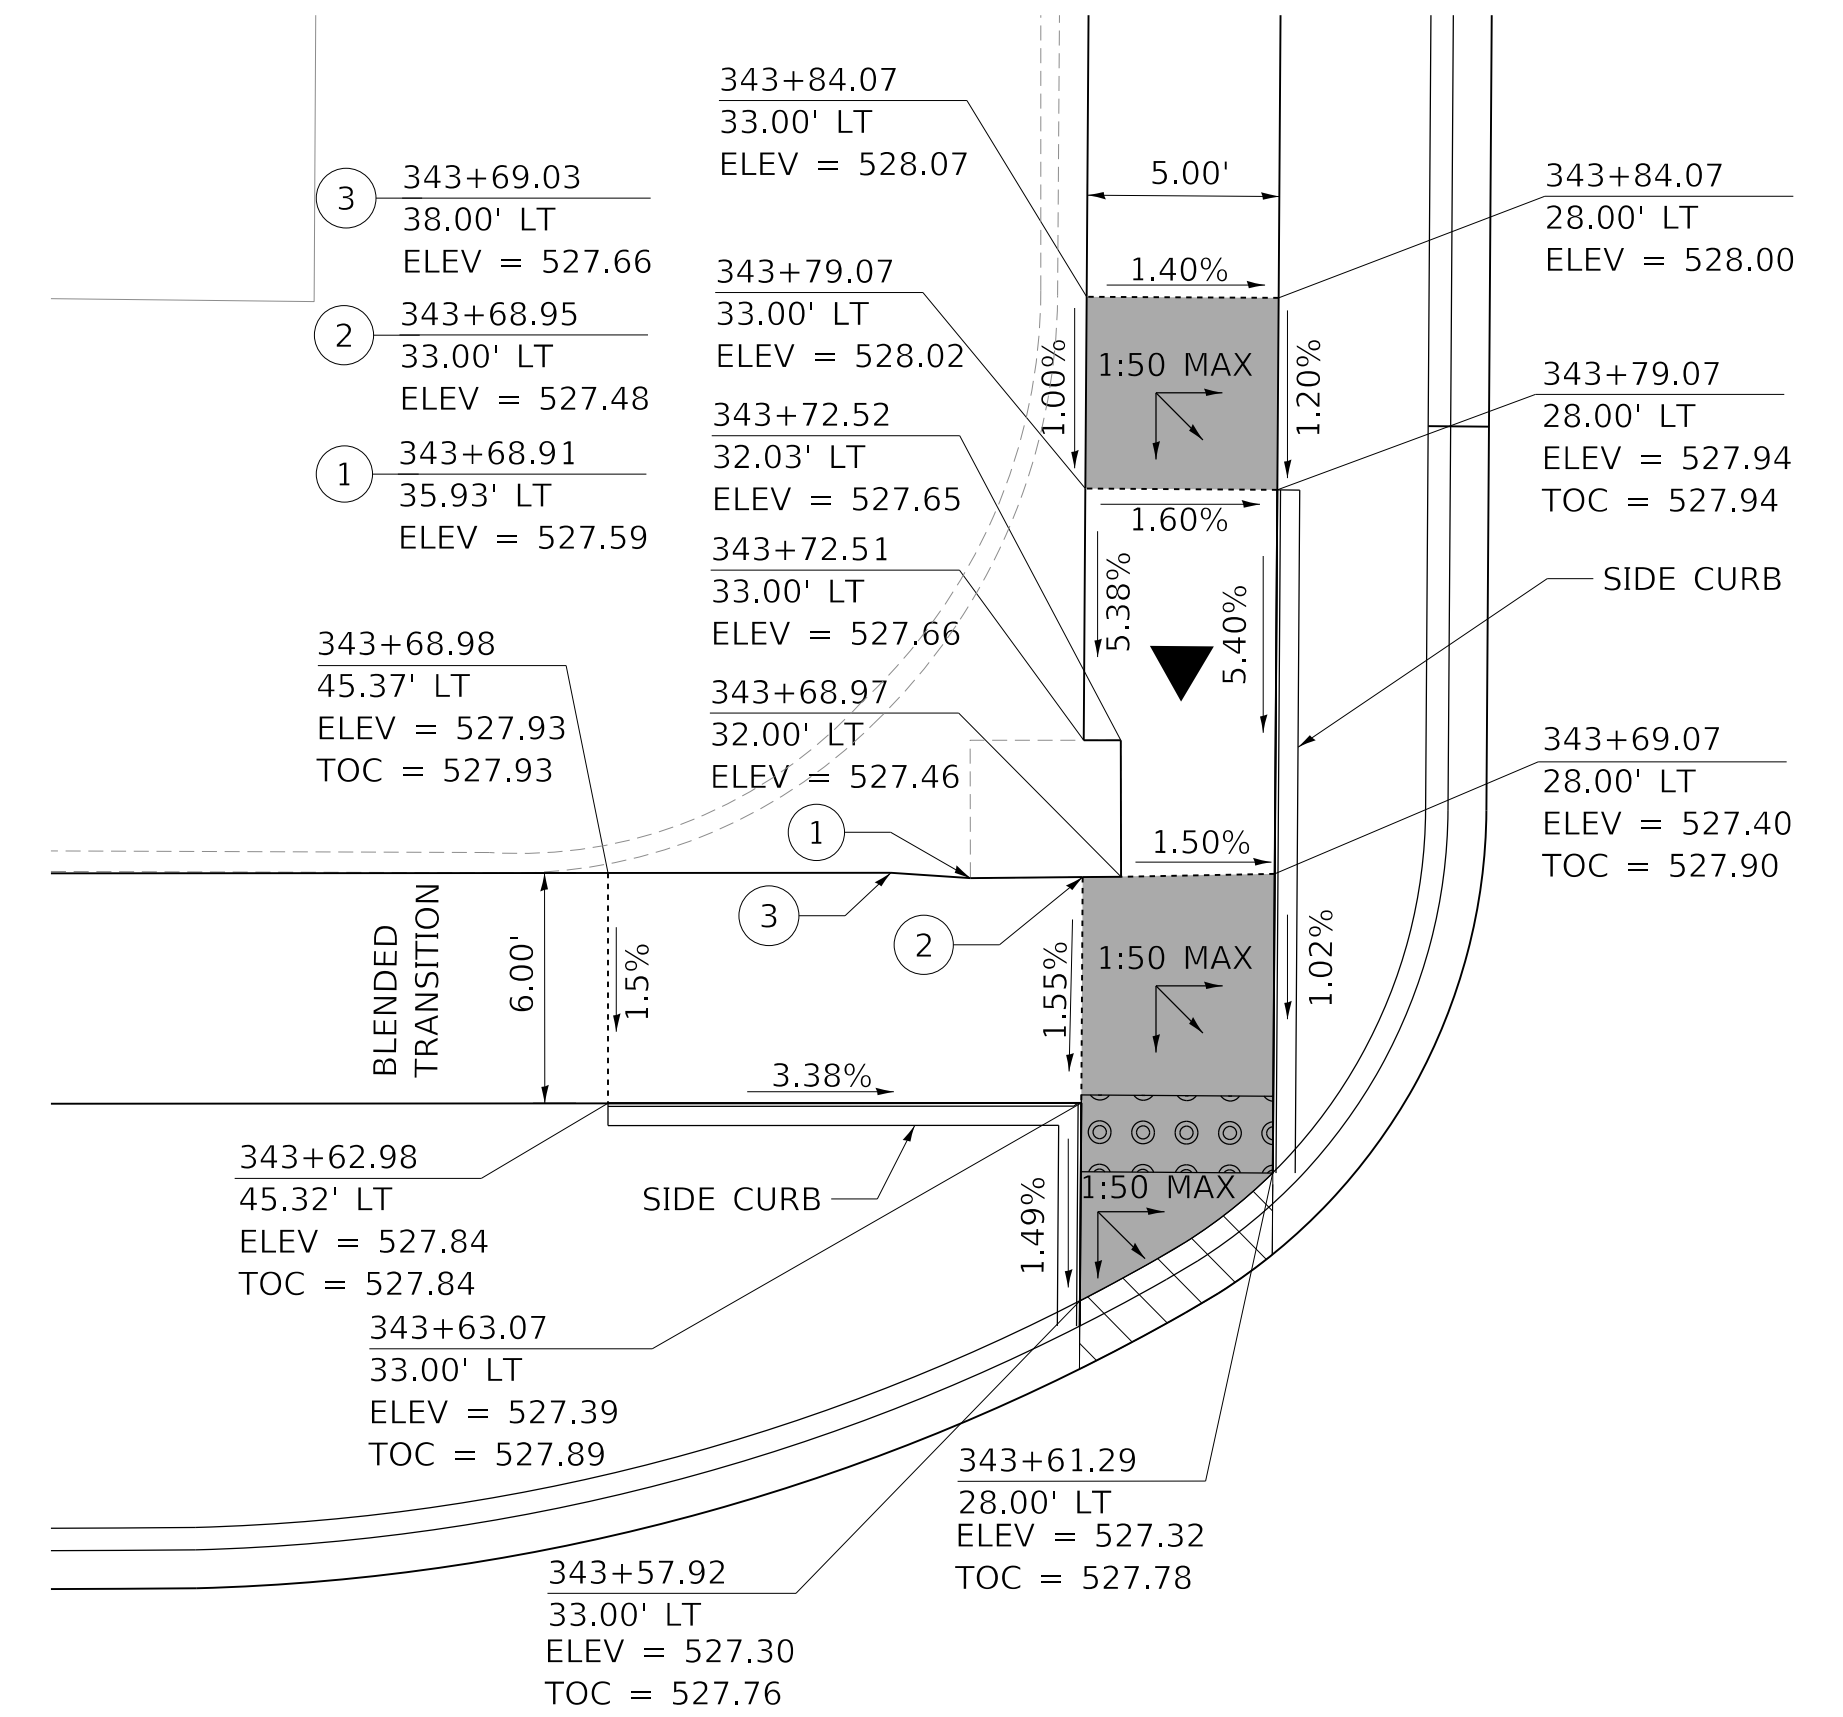 343+84.07
33.00' LT
ELEV = 528.07
3
343+69.03
38.00' LT
ELEV = 527.66
5.00'
343+84.07
28.00' LT
ELEV = 528.00
343+79.07
33.00' LT
ELEV = 528.02
1.40%
2
343+68.95
33.00' LT
ELEV = 527.48
1.00%
1:50 MAX
1.20%
343+79.07
28.00' LT
ELEV = 527.94
TOC = 527.94
343+72.52
32.03' LT
ELEV = 527.65
1
343+68.91
35.93' LT
ELEV = 527.59
1.60%
343+72.51
33.00' LT
ELEV = 527.66
5.38%
5.40%
SIDE CURB
343+68.98
45.37' LT
ELEV = 527.93
TOC = 527.93
343+68.97
32.00' LT
ELEV = 527.46
343+69.07
28.00' LT
ELEV = 527.40
TOC = 527.90
1
1.50%
3
2
BLENDED
TRANSITION
6.00'
1.5%
1.55%
1:50 MAX
1.02%
3.38%
343+62.98
45.32' LT
ELEV = 527.84
TOC = 527.84
SIDE CURB
1.49%
1:50 MAX
343+63.07
33.00' LT
ELEV = 527.39
TOC = 527.89
343+61.29
28.00' LT
ELEV = 527.32
TOC = 527.78
343+57.92
33.00' LT
ELEV = 527.30
TOC = 527.76